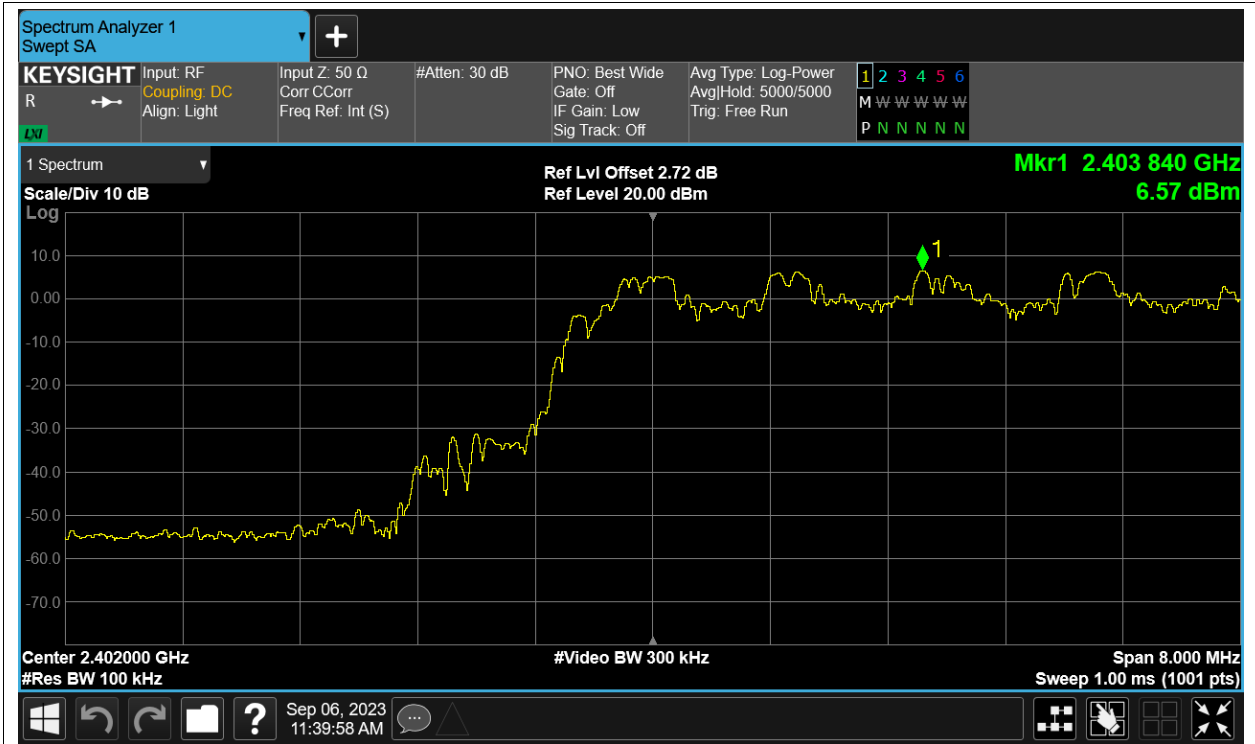 Spectrum Analyzer 1
Swept SA
KEYSIGHT
R
LXI
Input: RF
Coupling: DC
Align: Light
Input Z: 50 Ω
Corr CCorr
Freq Ref: Int (S)
#Atten: 30 dB
PNO: Best Wide
Gate: Off
IF Gain: Low
Sig Track: Off
Avg Type: Log-Power
Avg|Hold: 5000/5000
Trig: Free Run
1 2 3 4 5 6
M W W W W W
P N N N N N
1 Spectrum
Scale/Div 10 dB
Log
Ref Lvl Offset 2.72 dB
Ref Level 20.00 dBm
Mkr1 2.403 840 GHz
6.57 dBm
1
10.0
0.00
-10.0
-20.0
-30.0
-40.0
-50.0
-60.0
-70.0
Center 2.402000 GHz
#Res BW 100 kHz
#Video BW 300 kHz
Span 8.000 MHz
Sweep 1.00 ms (1001 pts)
?
Sep 06, 2023
11:39:58 AM